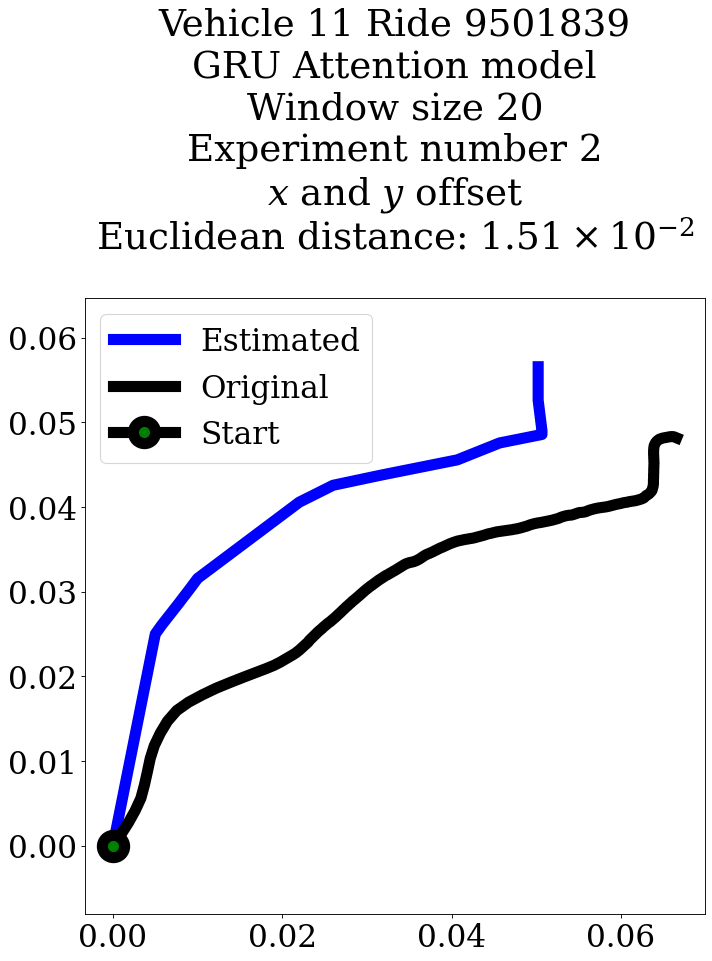 Vehicle 11 Ride 9501839
GRU Attention model
Window size 20
Experiment number 2
x and y offset
Euclidean distance: 1.51 × 10⁻²
Estimated
Original
Start
0.06
0.05
0.04
0.03
0.02
0.01
0.00
0.00 0.02 0.04 0.06